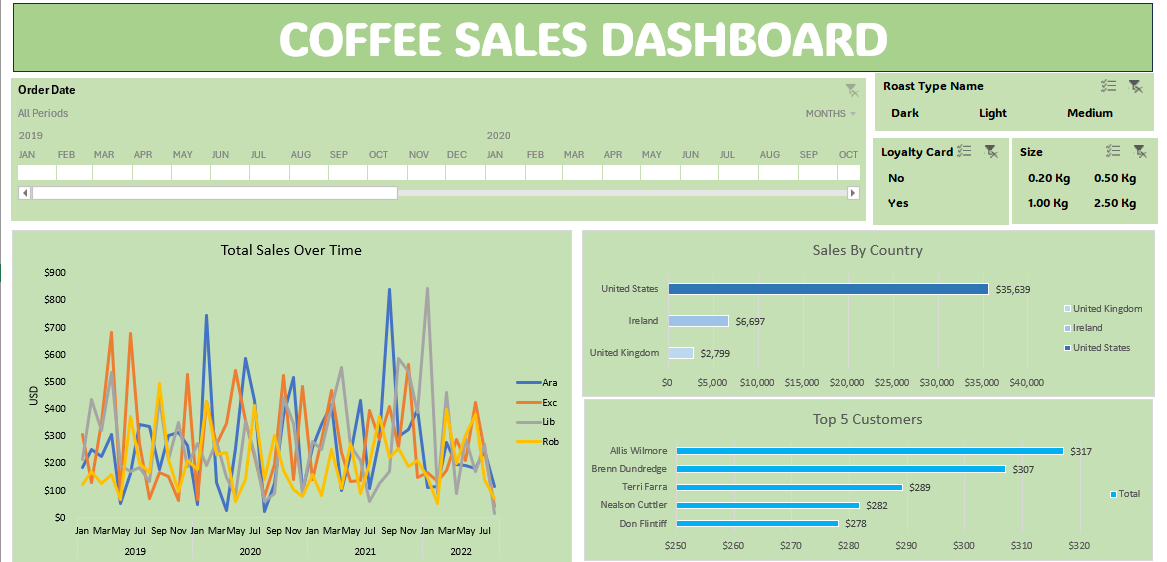 COFFEE SALES DASHBOARD
Order Date
All Periods
MONTHS
2019 2020
JAN FEB MAR APR MAY JUN JUL AUG SEP OCT NOV DEC JAN FEB MAR APR MAY JUN JUL AUG SEP OCT
Roast Type Name
Dark Light Medium
Loyalty Card
No
Yes
Size
0.20 Kg 0.50 Kg
1.00 Kg 2.50 Kg
Total Sales Over Time
$900
$800
$700
$600
$500
$400
$300
$200
$100
$0
USD
Jan Mar May Jul Sep Nov Jan Mar May Jul Sep Nov Jan Mar May Jul Sep Nov Jan Mar May Jul
2019 2020 2021 2022
Ara
Exc
Lib
Rob
Sales By Country
United States $35,639
Ireland $6,697
United Kingdom $2,799
$0 $5,000 $10,000 $15,000 $20,000 $25,000 $30,000 $35,000 $40,000
United Kingdom
Ireland
United States
Top 5 Customers
Allis Wilmore $317
Brenn Dundredge $307
Terri Farra $289
Nealson Cuttler $282
Don Flintiff $278
$250 $260 $270 $280 $290 $300 $310 $320
Total